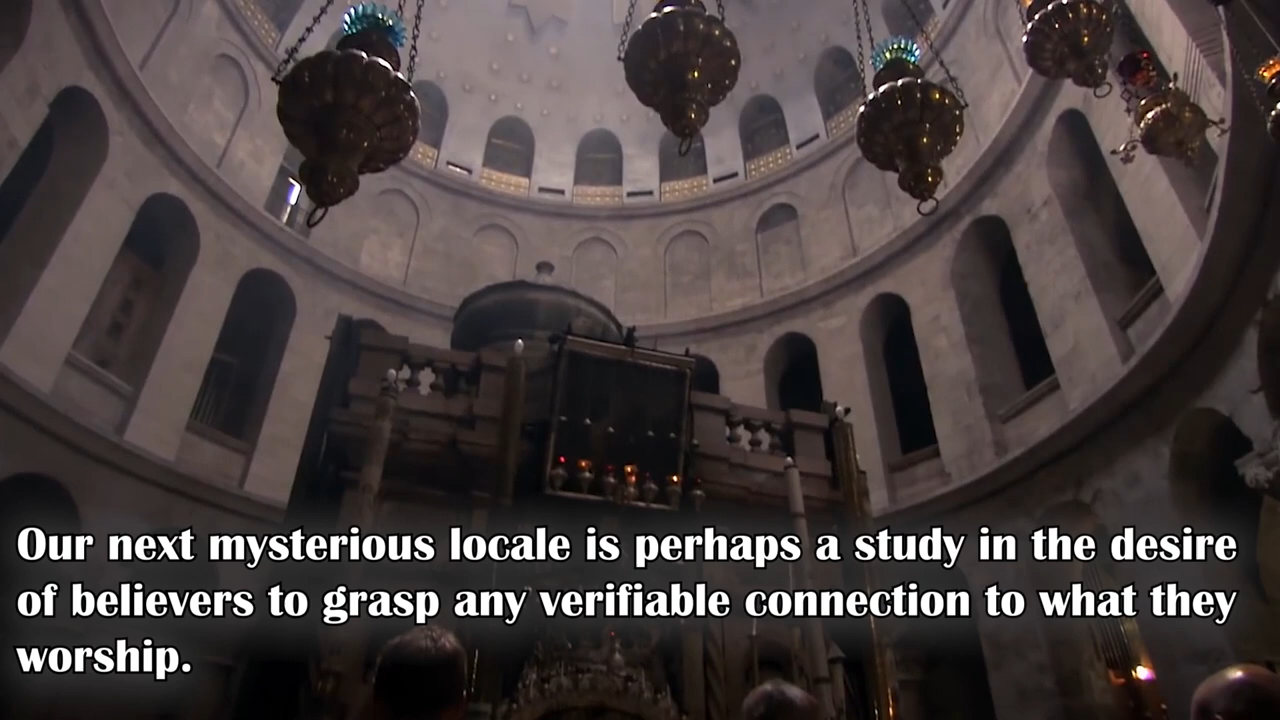 Our next mysterious locale is perhaps a study in the desire
of believers to grasp any verifiable connection to what they
worship.